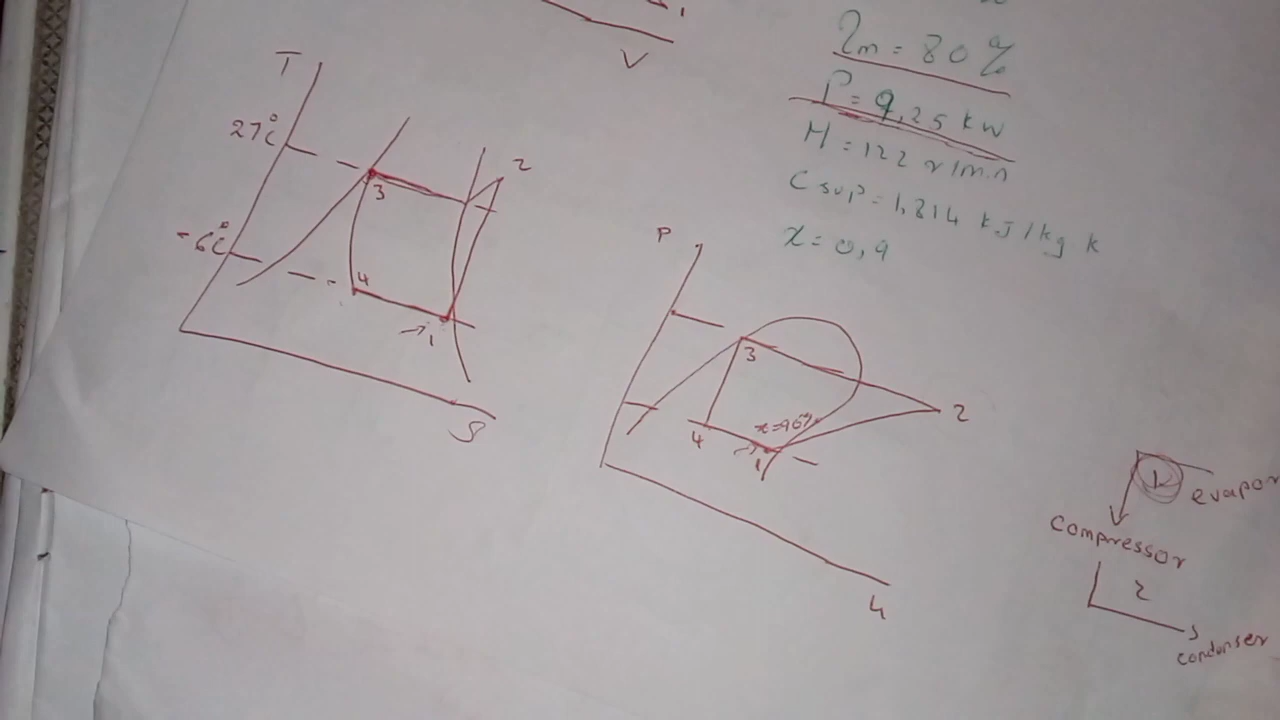 V
ηm = 80%
P = 9,25 kw
M = 122 r/min
C sup = 1,814 kJ/kg k
x = 0,9
T
27°C
-6°C
3
2
4
1
S
P
3
2
4
x=90%
1
h
1
evapor
compressor
2
condenser